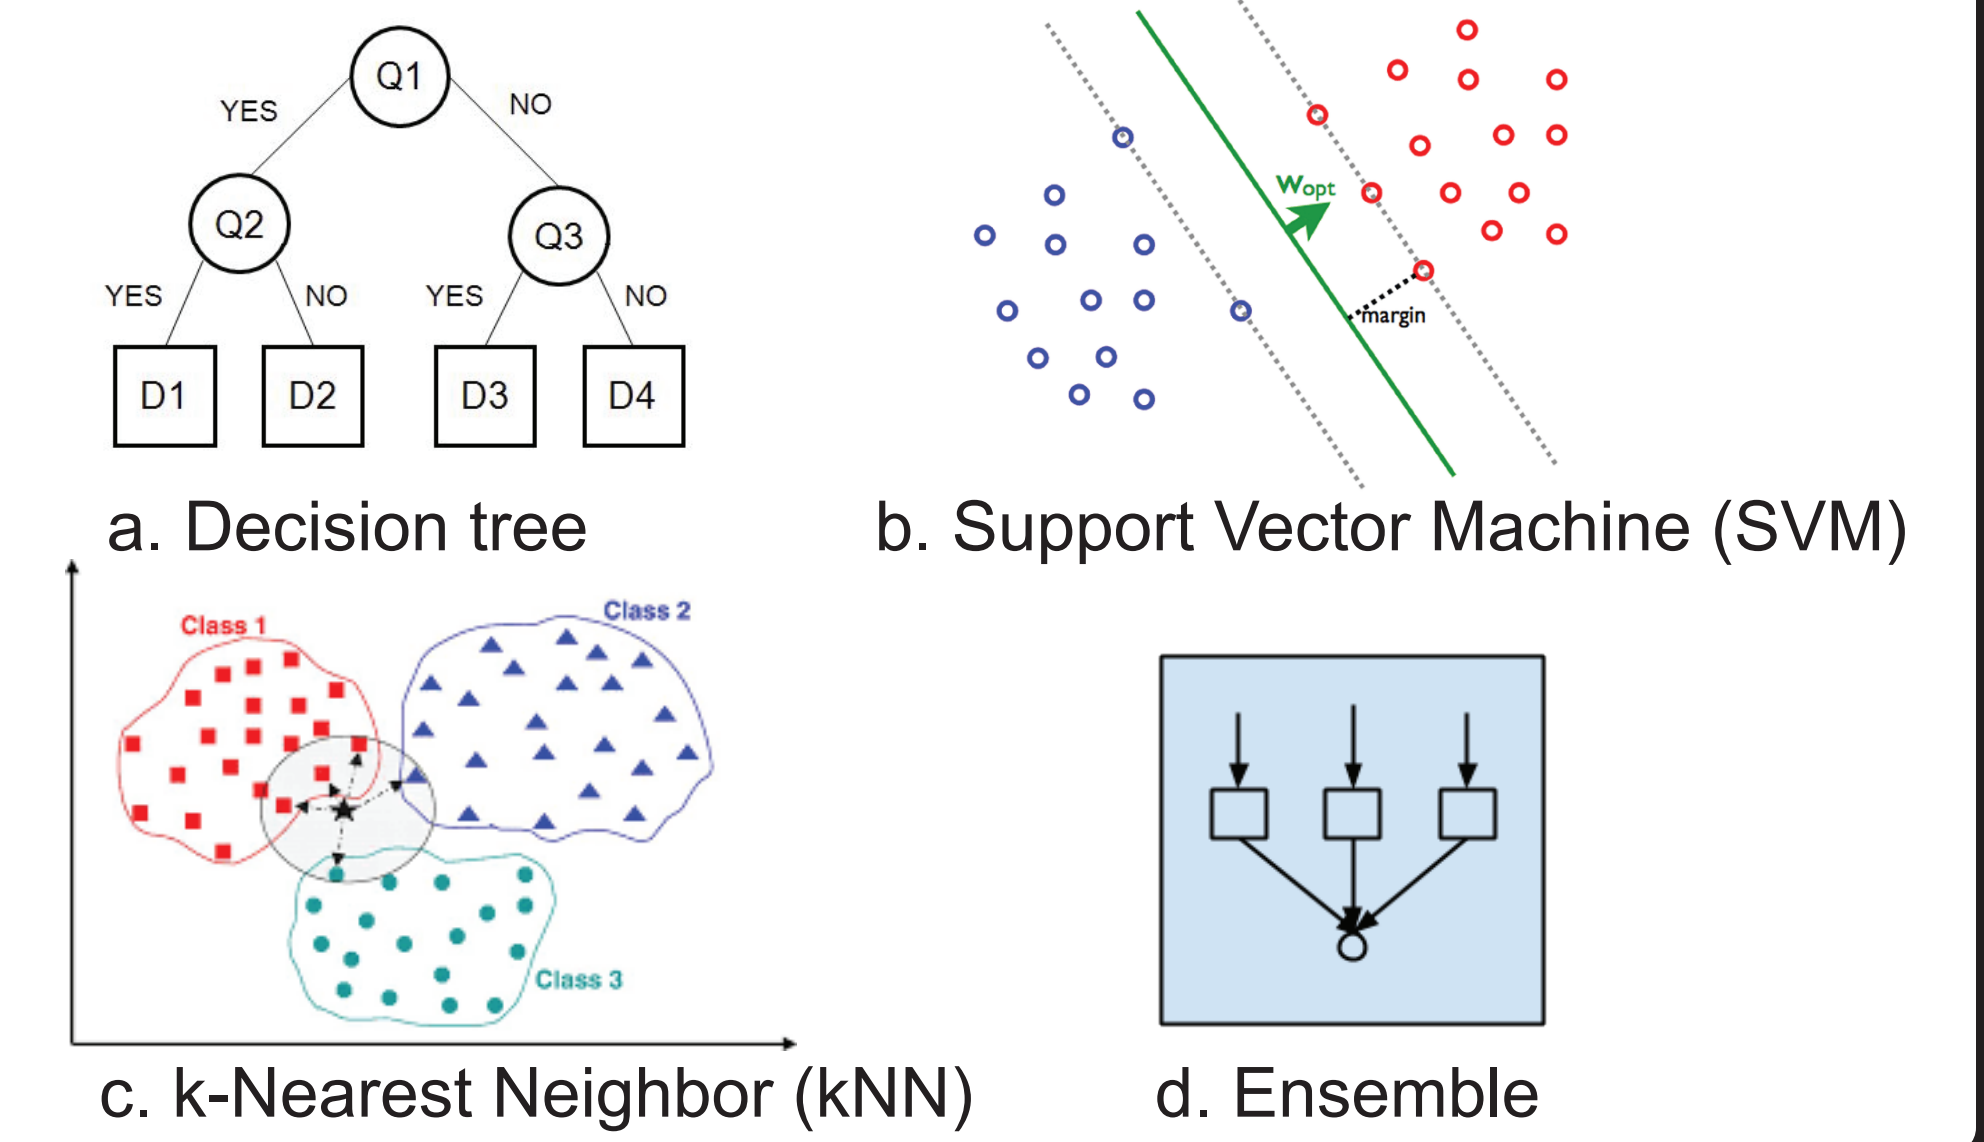 Q1
YES
NO
Q2
Q3
YES
NO
YES
NO
D1
D2
D3
D4
a. Decision tree
wopt
margin
b. Support Vector Machine (SVM)
Class 1
Class 2
Class 3
c. k-Nearest Neighbor (kNN)
d. Ensemble